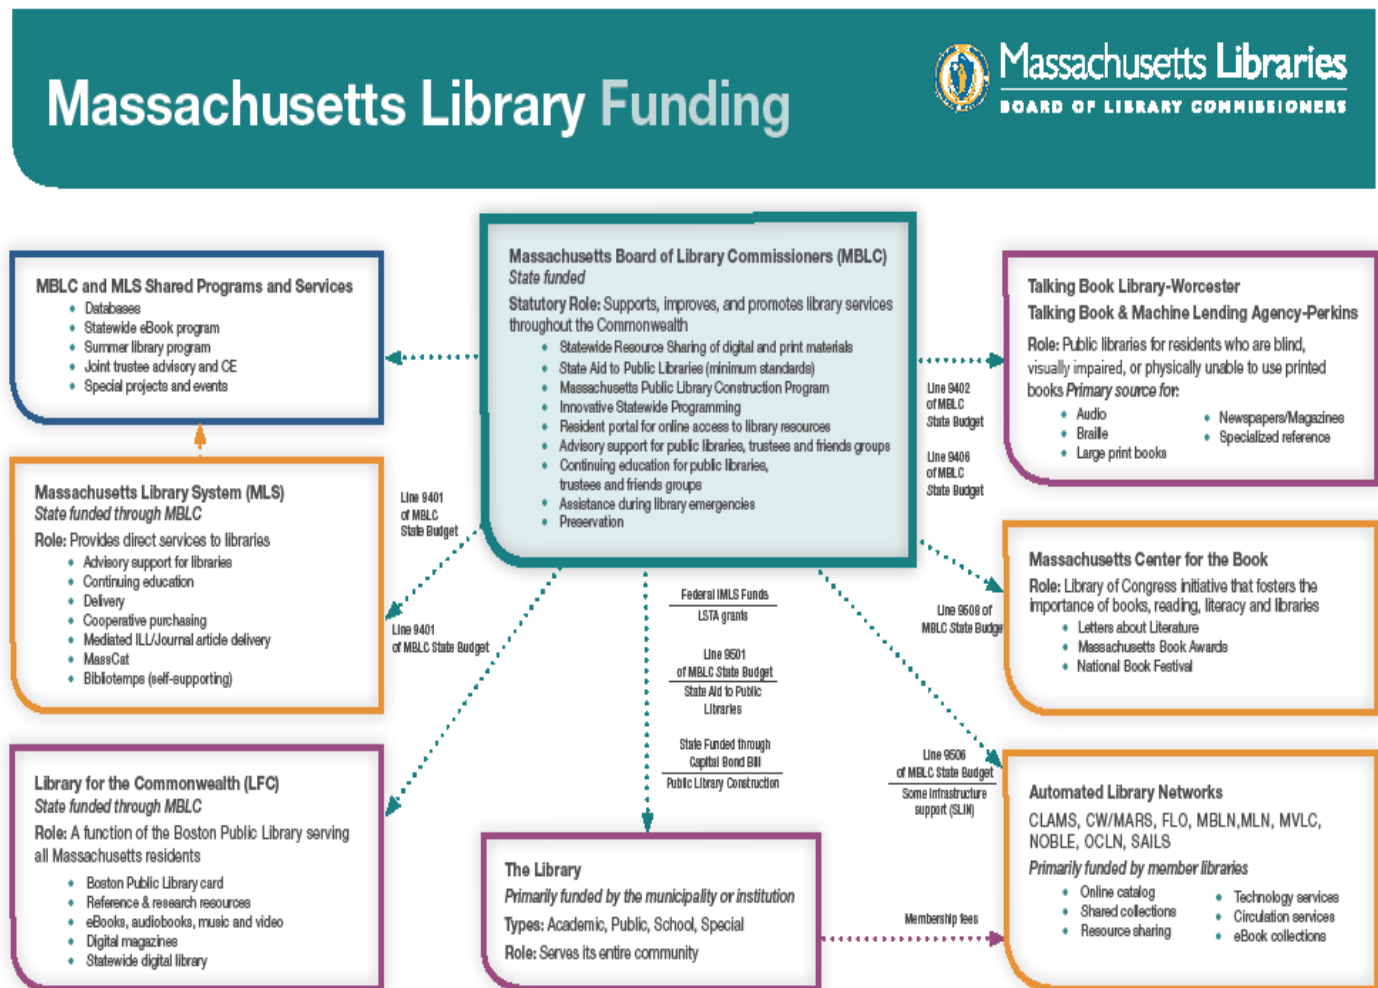 Massachusetts Library Funding
Massachusetts Libraries
BOARD OF LIBRARY COMMISSIONERS
MBLC and MLS Shared Programs and Services
• Databases
• Statewide eBook program
• Summer library program
• Joint trustee advisory and CE
• Special projects and events
Massachusetts Board of Library Commissioners (MBLC)
State funded
Statutory Role: Supports, improves, and promotes library services
throughout the Commonwealth
• Statewide Resource Sharing of digital and print materials
• State Aid to Public Libraries (minimum standards)
• Massachusetts Public Library Construction Program
• Innovative Statewide Programming
• Resident portal for online access to library resources
• Advisory support for public libraries, trustees and friends groups
• Continuing education for public libraries,
trustees and friends groups
• Assistance during library emergencies
• Preservation
Line 9402
of MBLC
State Budget
Line 9406
of MBLC
State Budget
Talking Book Library-Worcester
Talking Book & Machine Lending Agency-Perkins
Role: Public libraries for residents who are blind,
visually impaired, or physically unable to use printed
books Primary source for:
• Audio
• Braille
• Large print books
• Newspapers/Magazines
• Specialized reference
Massachusetts Library System (MLS)
State funded through MBLC
Role: Provides direct services to libraries
• Advisory support for libraries
• Continuing education
• Delivery
• Cooperative purchasing
• Mediated ILL/Journal article delivery
• MassCat
• Bibliotemps (self-supporting)
Line 9401
of MBLC
State Budget
Line 9401
of MBLC State Budget
Federal IMLS Funds
LSTA grants
Line 9501
of MBLC State Budget
State Aid to Public
Libraries
State Funded through
Capital Bond Bill
Public Library Construction
Line 9508 of
MBLC State Budget
Massachusetts Center for the Book
Role: Library of Congress initiative that fosters the
importance of books, reading, literacy and libraries
• Letters about Literature
• Massachusetts Book Awards
• National Book Festival
Line 9506
of MBLC State Budget
Some Infrastructure
support (SLIN)
Library for the Commonwealth (LFC)
State funded through MBLC
Role: A function of the Boston Public Library serving
all Massachusetts residents
• Boston Public Library card
• Reference & research resources
• eBooks, audiobooks, music and video
• Digital magazines
• Statewide digital library
The Library
Primarily funded by the municipality or institution
Types: Academic, Public, School, Special
Role: Serves its entire community
Membership fees
Automated Library Networks
CLAMS, CW/MARS, FLO, MBLN,MLN, MVLC,
NOBLE, OCLN, SAILS
Primarily funded by member libraries
• Online catalog
• Shared collections
• Resource sharing
• Technology services
• Circulation services
• eBook collections